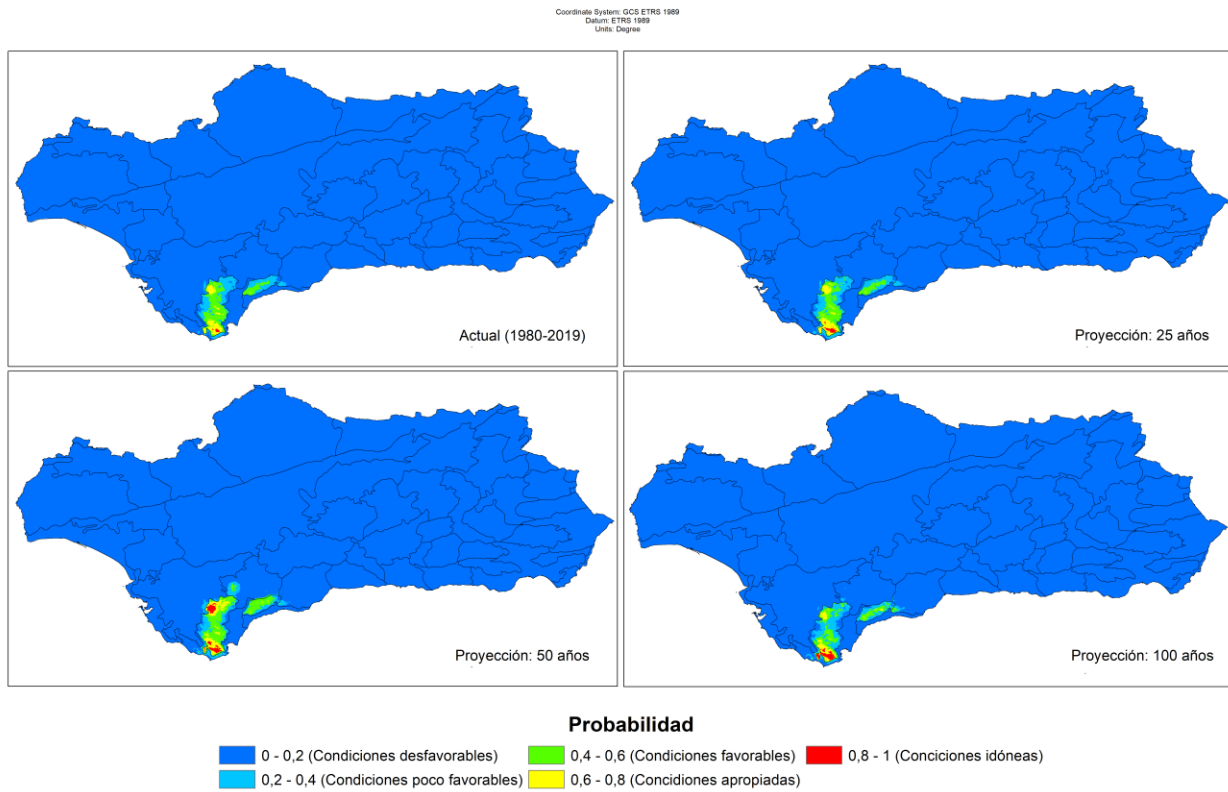 Coordinate System: GCS ETRS 1989
Datum: ETRS 1989
Units: Degree
Actual (1980-2019)
Proyección: 25 años
Proyección: 50 años
Proyección: 100 años
Probabilidad
0 - 0,2 (Condiciones desfavorables)
0,4 - 0,6 (Condiciones favorables)
0,8 - 1 (Conciciones idóneas)
0,2 - 0,4 (Condiciones poco favorables)
0,6 - 0,8 (Concidiones apropiadas)